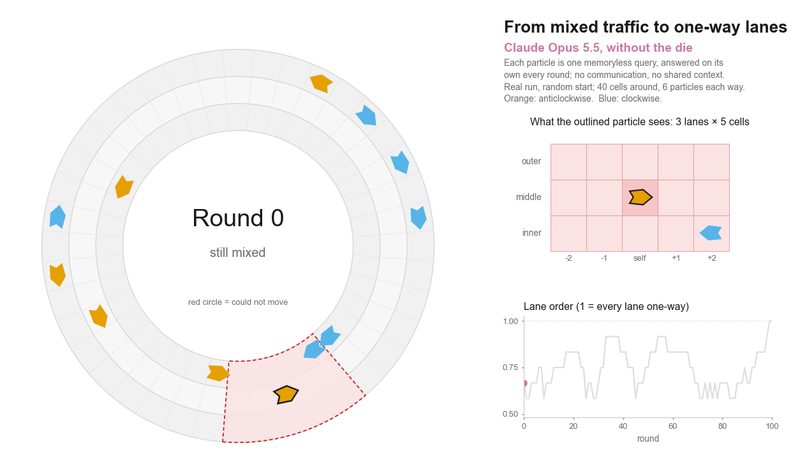 From mixed traffic to one-way lanes
Claude Opus 5.5, without the die
Each particle is one memoryless query, answered on its
own every round; no communication, no shared context.
Real run, random start; 40 cells around, 6 particles each way.
Orange: anticlockwise.  Blue: clockwise.
What the outlined particle sees: 3 lanes × 5 cells
outer
middle
inner
-2 -1 self +1 +2
Round 0
still mixed
red circle = could not move
Lane order (1 = every lane one-way)
1.00
0.75
0.50
0 20 40 60 80 100
round